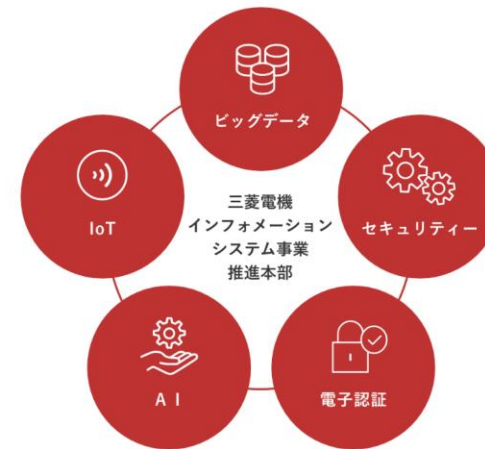 ビッグデータ
IoT
セキュリティー
三菱電機
インフォメーション
システム事業
推進本部
ＡＩ
電子認証